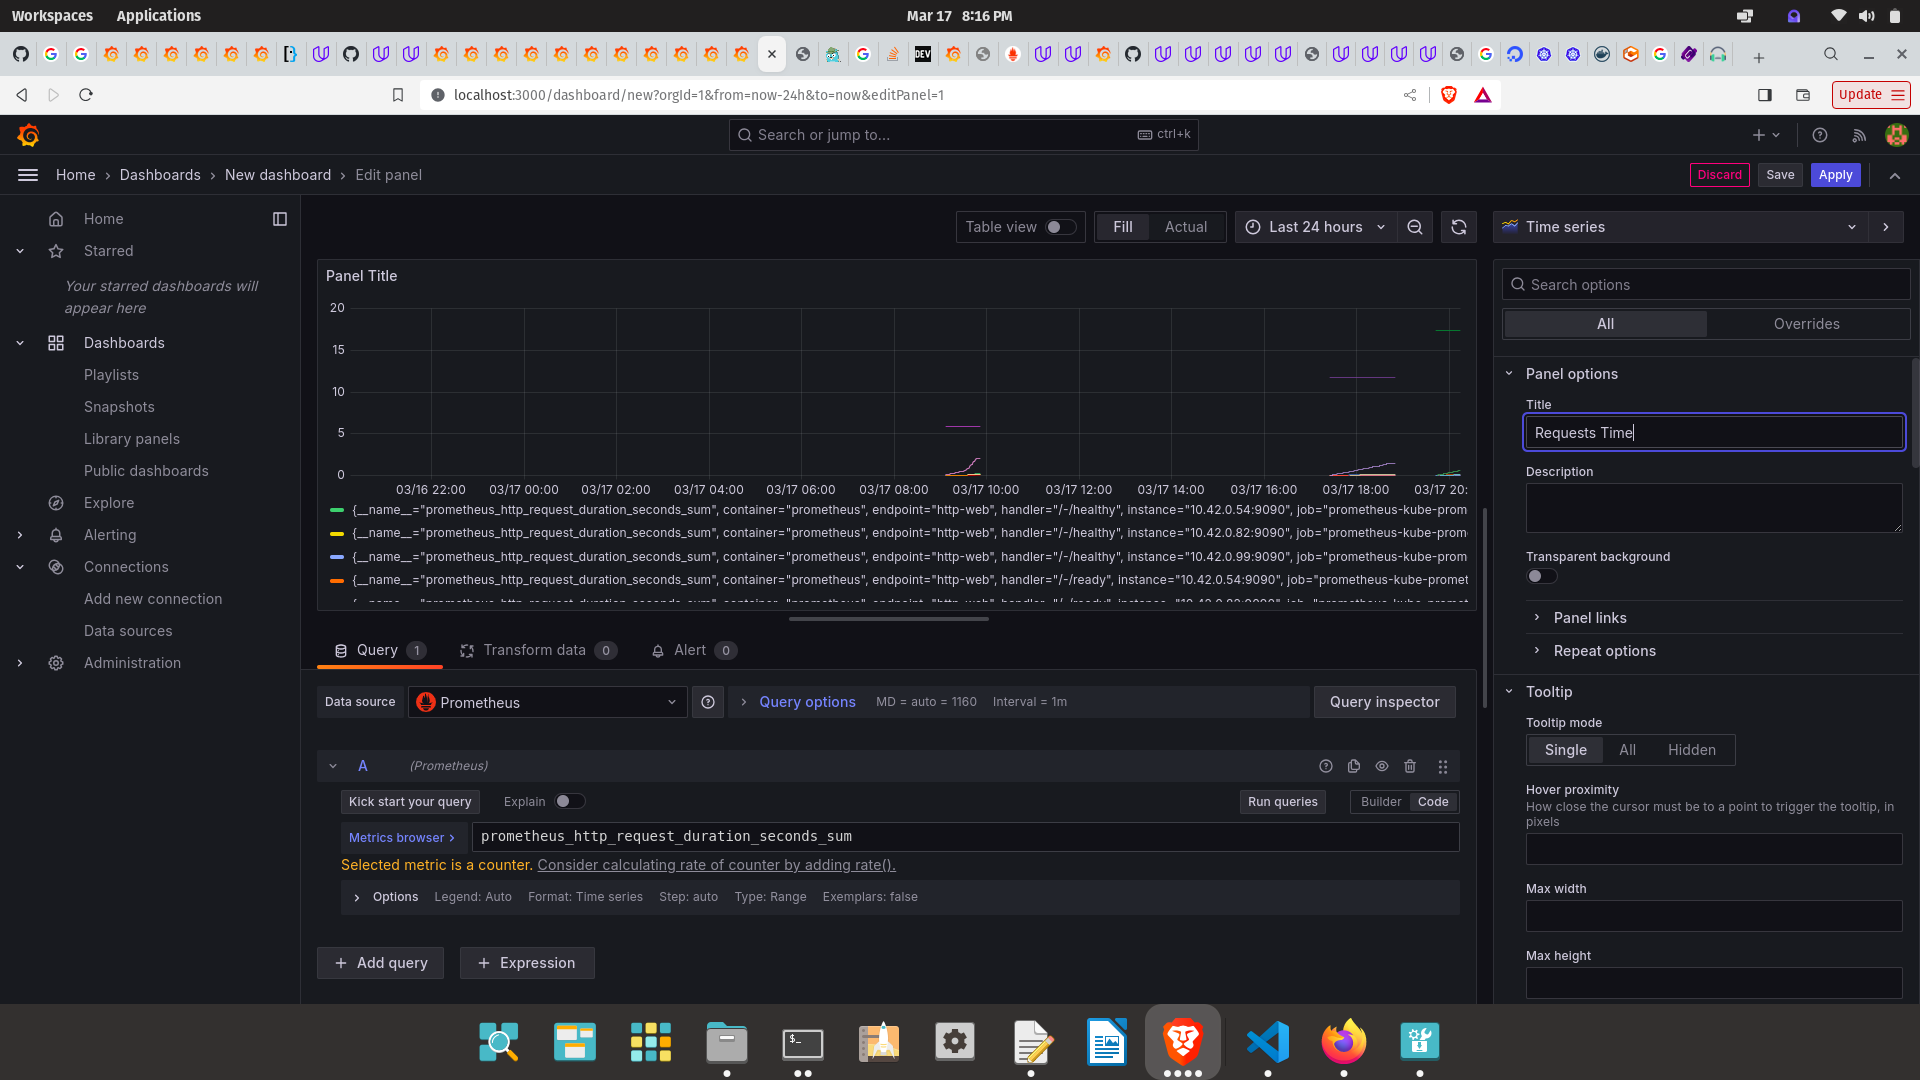 Workspaces Applications Mar 17 8:16 PM
DEV
localhost:3000/dashboard/new?orgId=1&from=now-24h&to=now&editPanel=1 Update
Search or jump to... ctrl+k
Home › Dashboards › New dashboard › Edit panel Discard Save Apply
Home
Starred
Your starred dashboards will
appear here
Dashboards
Playlists
Snapshots
Library panels
Public dashboards
Explore
Alerting
Connections
Add new connection
Data sources
Administration
Table view Fill Actual Last 24 hours Time series
Panel Title
20
15
10
5
0
03/16 22:00 03/17 00:00 03/17 02:00 03/17 04:00 03/17 06:00 03/17 08:00 03/17 10:00 03/17 12:00 03/17 14:00 03/17 16:00 03/17 18:00 03/17 20:
{__name__="prometheus_http_request_duration_seconds_sum", container="prometheus", endpoint="http-web", handler="/-/healthy", instance="10.42.0.54:9090", job="prometheus-kube-prom
{__name__="prometheus_http_request_duration_seconds_sum", container="prometheus", endpoint="http-web", handler="/-/healthy", instance="10.42.0.82:9090", job="prometheus-kube-prom
{__name__="prometheus_http_request_duration_seconds_sum", container="prometheus", endpoint="http-web", handler="/-/healthy", instance="10.42.0.99:9090", job="prometheus-kube-prom
{__name__="prometheus_http_request_duration_seconds_sum", container="prometheus", endpoint="http-web", handler="/-/ready", instance="10.42.0.54:9090", job="prometheus-kube-promet
Query 1 Transform data 0 Alert 0
Data source Prometheus Query options MD = auto = 1160 Interval = 1m Query inspector
A (Prometheus)
Kick start your query Explain Run queries Builder Code
Metrics browser > prometheus_http_request_duration_seconds_sum
Selected metric is a counter. Consider calculating rate of counter by adding rate().
Options Legend: Auto Format: Time series Step: auto Type: Range Exemplars: false
+ Add query + Expression
Search options
All Overrides
Panel options
Title
Requests Time
Description
Transparent background
Panel links
Repeat options
Tooltip
Tooltip mode
Single All Hidden
Hover proximity
How close the cursor must be to a point to trigger the tooltip, in
pixels
Max width
Max height
$_